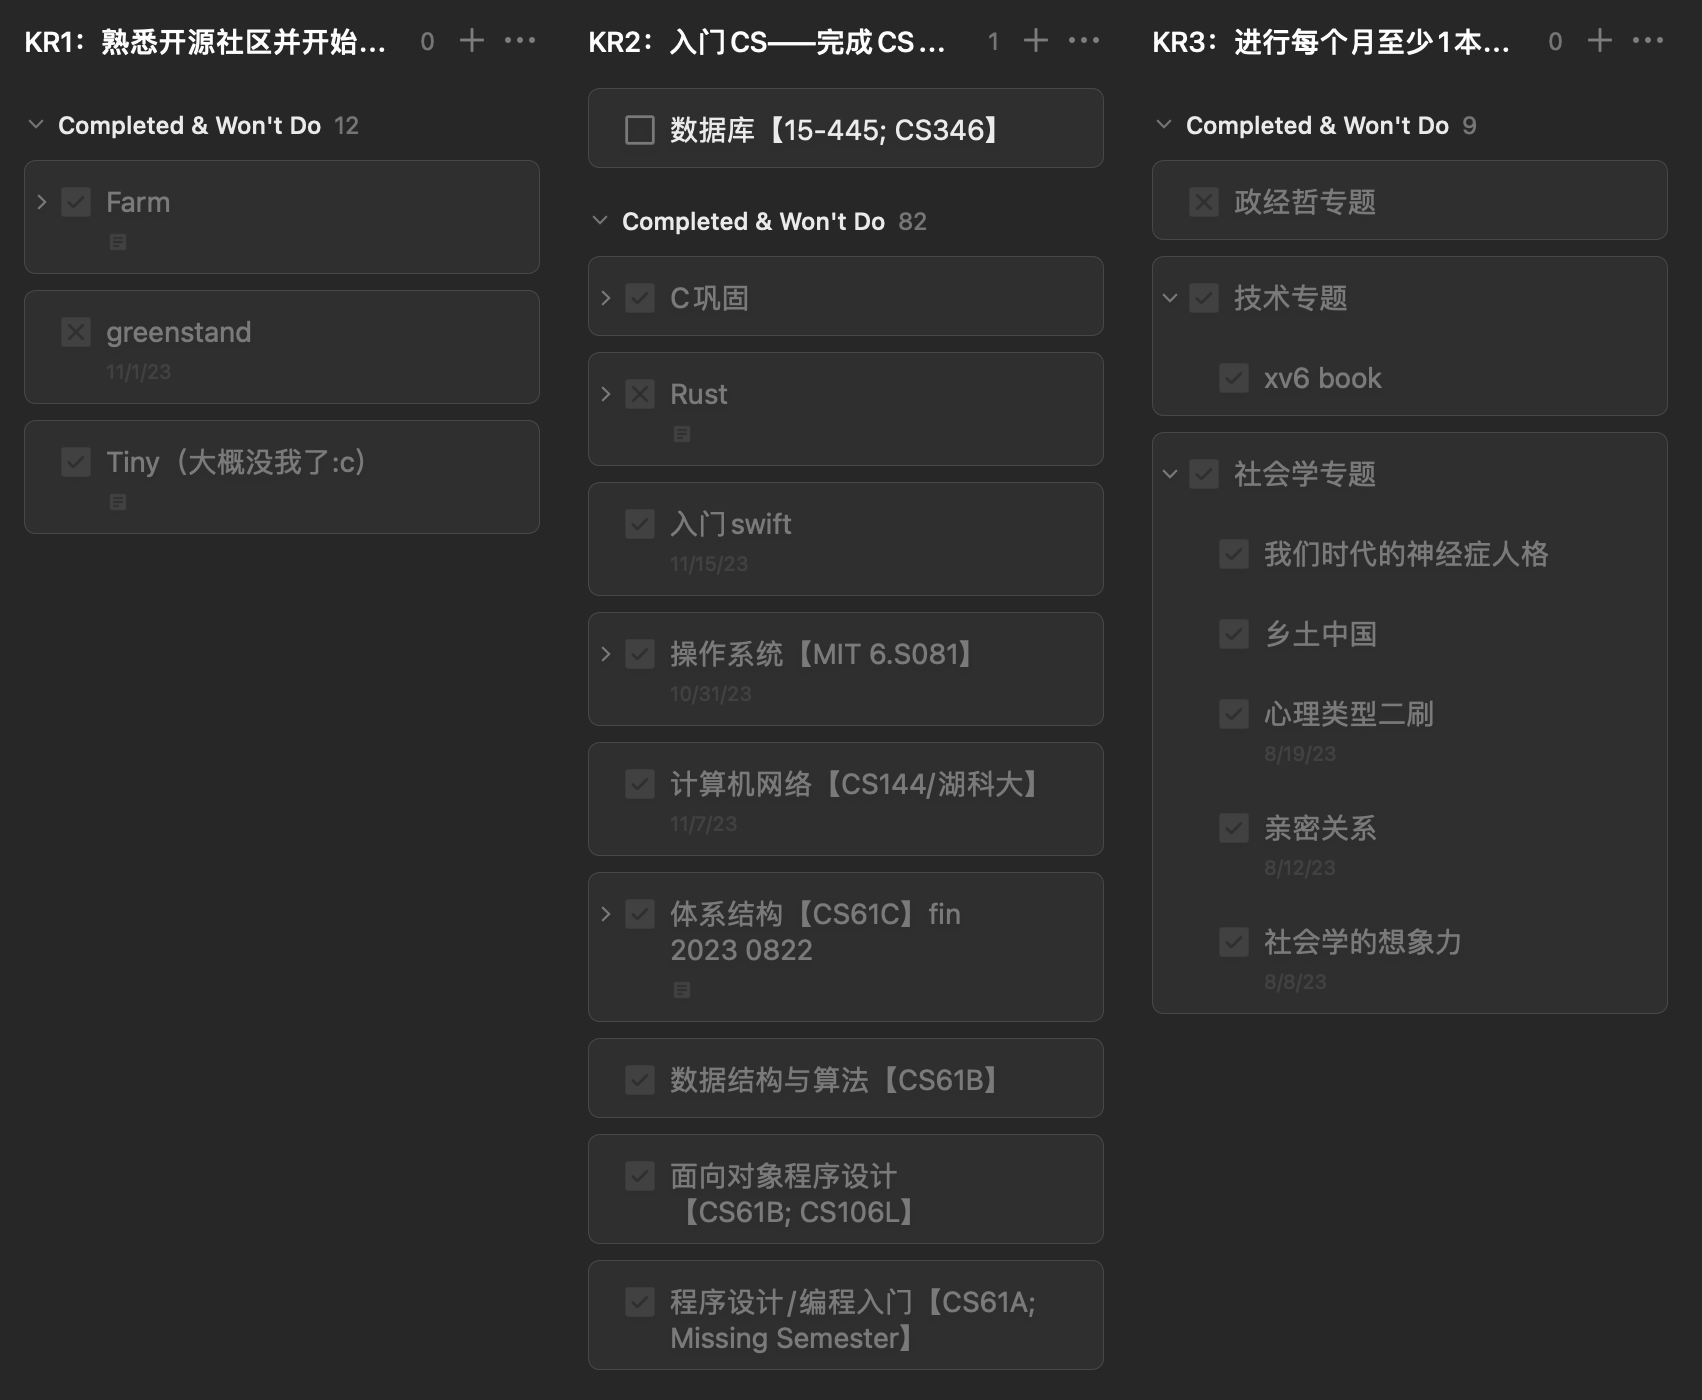 KR1：熟悉开源社区并开始... 0
Completed & Won't Do 12
Farm
greenstand
11/1/23
Tiny（大概没我了:c）
KR2：入门CS——完成CS... 1
数据库【15-445; CS346】
Completed & Won't Do 82
C巩固
Rust
入门swift
11/15/23
操作系统【MIT 6.S081】
10/31/23
计算机网络【CS144/湖科大】
11/7/23
体系结构【CS61C】fin
2023 0822
数据结构与算法【CS61B】
面向对象程序设计
【CS61B; CS106L】
程序设计/编程入门【CS61A;
Missing Semester】
KR3：进行每个月至少1本... 0
Completed & Won't Do 9
政经哲专题
技术专题
xv6 book
社会学专题
我们时代的神经症人格
乡土中国
心理类型二刷
8/19/23
亲密关系
8/12/23
社会学的想象力
8/8/23